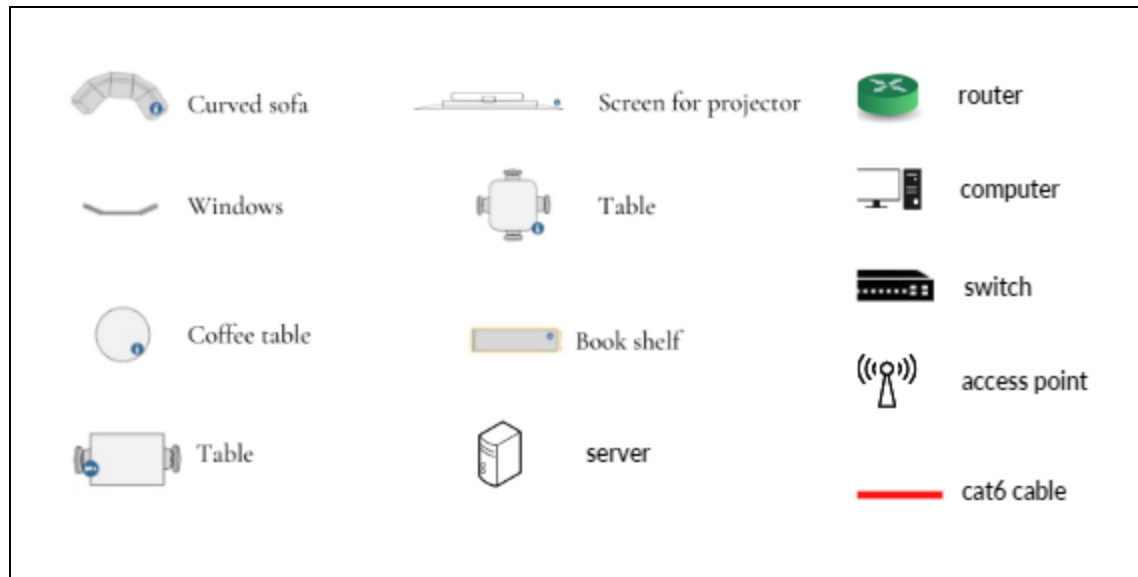 Curved sofa
Screen for projector
router
Windows
Table
computer
switch
Coffee table
Book shelf
access point
Table
server
cat6 cable